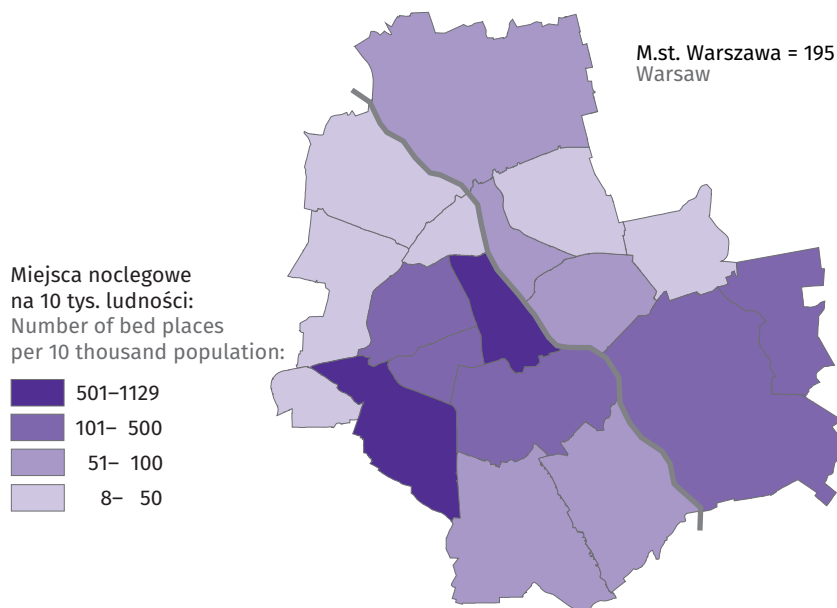 M.st. Warszawa = 195
Warsaw
Miejsca noclegowe
na 10 tys. ludności:
Number of bed places
per 10 thousand population:
501–1129
101– 500
51– 100
8– 50